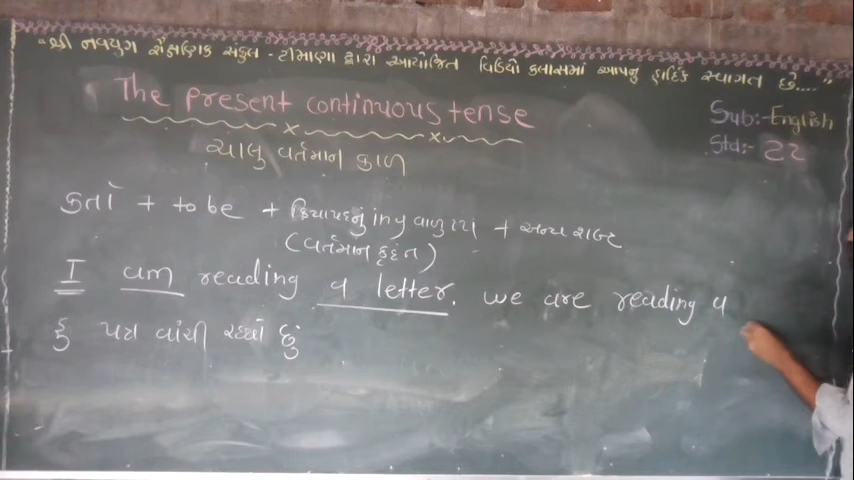 "શ્રી નવયુગ શૈક્ષણિક સંકુલ - ટીમાણા દ્વારા આયોજિત વિડિયો કલાસમાં આપનું હાર્દિક સ્વાગત છે...."
The present continuous tense
Sub:- English
Std:- 
ચાલુ વર્તમાન કાળ
કર્તા + to be + ક્રિયાપદનું ing વાળુ રૂપ + અન્ય શબ્દ
(વર્તમાન કૃદંત)
I am reading a letter. we are reading a
હું પત્ર વાંચી રહ્યો છું